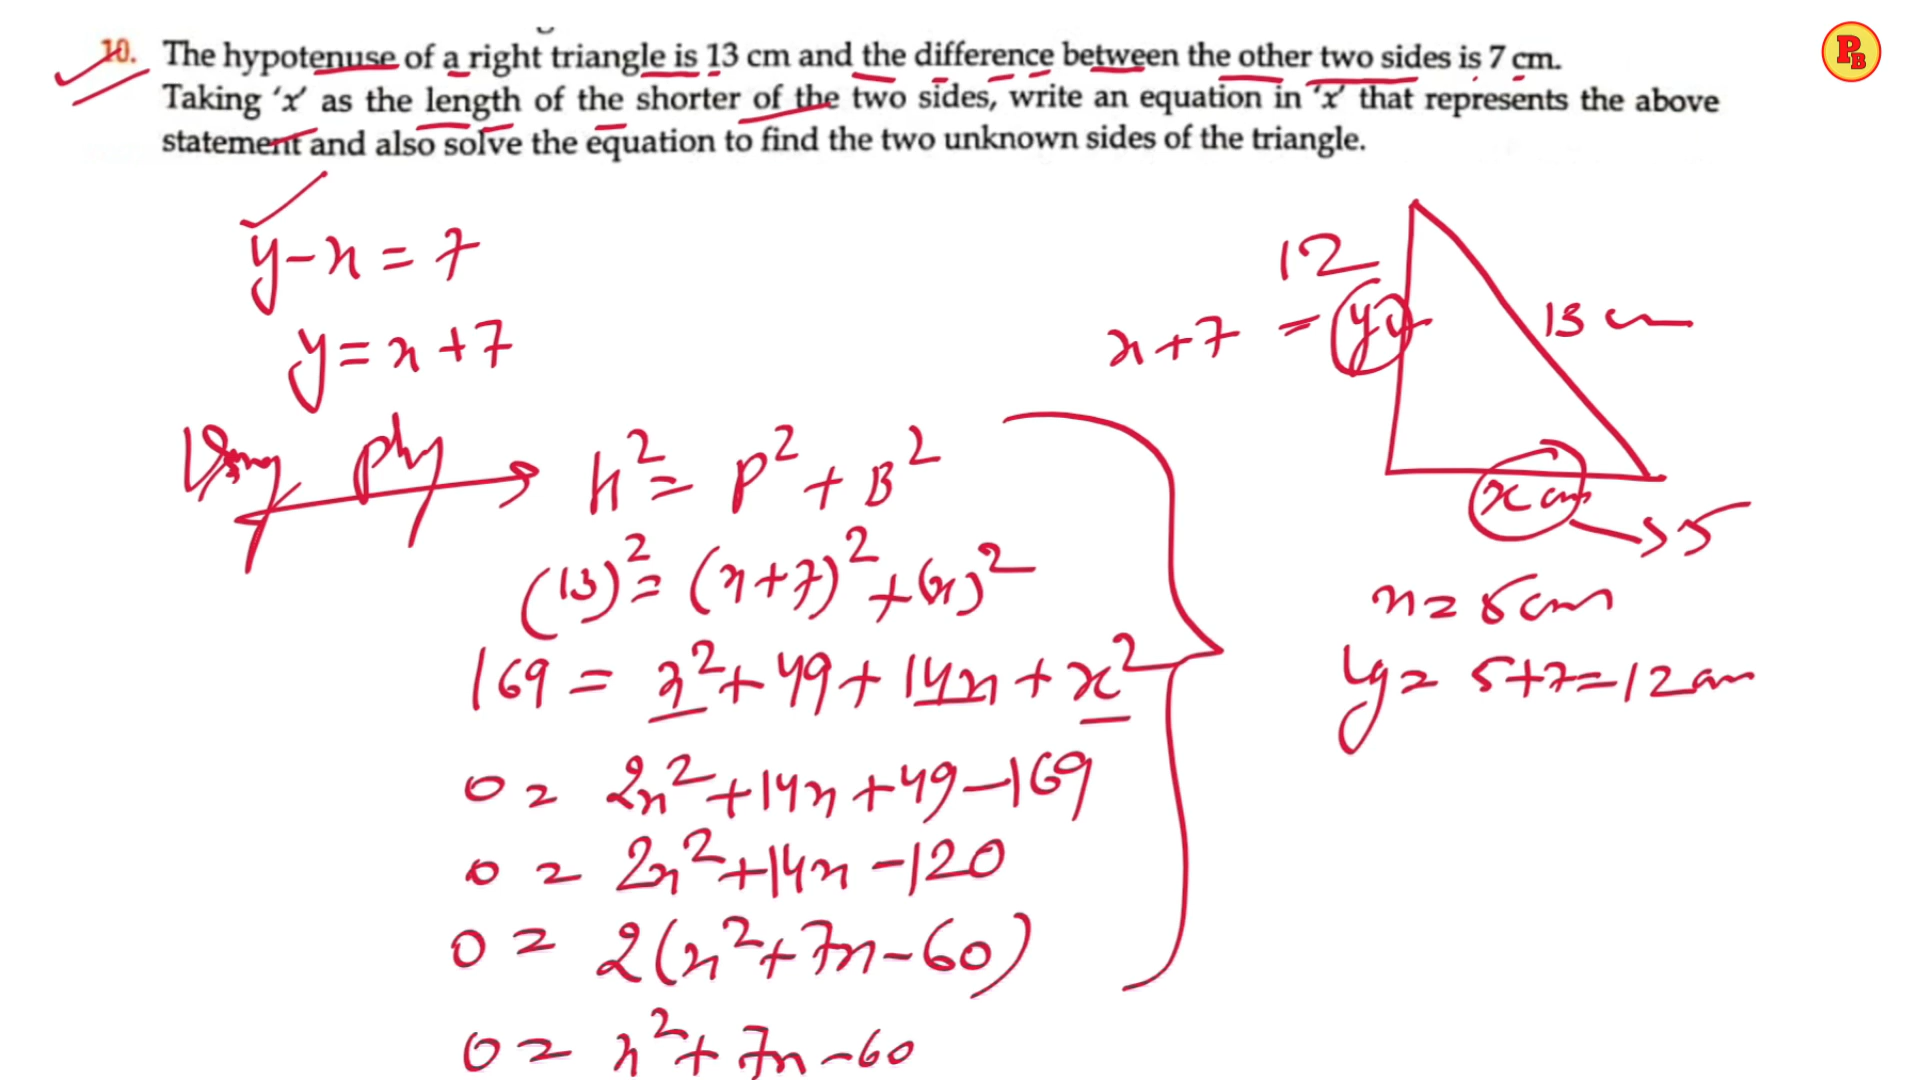 10. The hypotenuse of a right triangle is 13 cm and the difference between the other two sides is 7 cm.
Taking 'x' as the length of the shorter of the two sides, write an equation in 'x' that represents the above
statement and also solve the equation to find the two unknown sides of the triangle.
PB
y-x=7
y=x+7
Using phy
h²=P²+B²
(13)²=(x+7)²+(x)²
169=x²+49+14x+x²
0=2x²+14x+49-169
0=2x²+14x-120
0=2(x²+7x-60)
0=x²+7x-60
12
x+7=y
13 cm
x cm
5
x=5cm
y=5+7=12cm